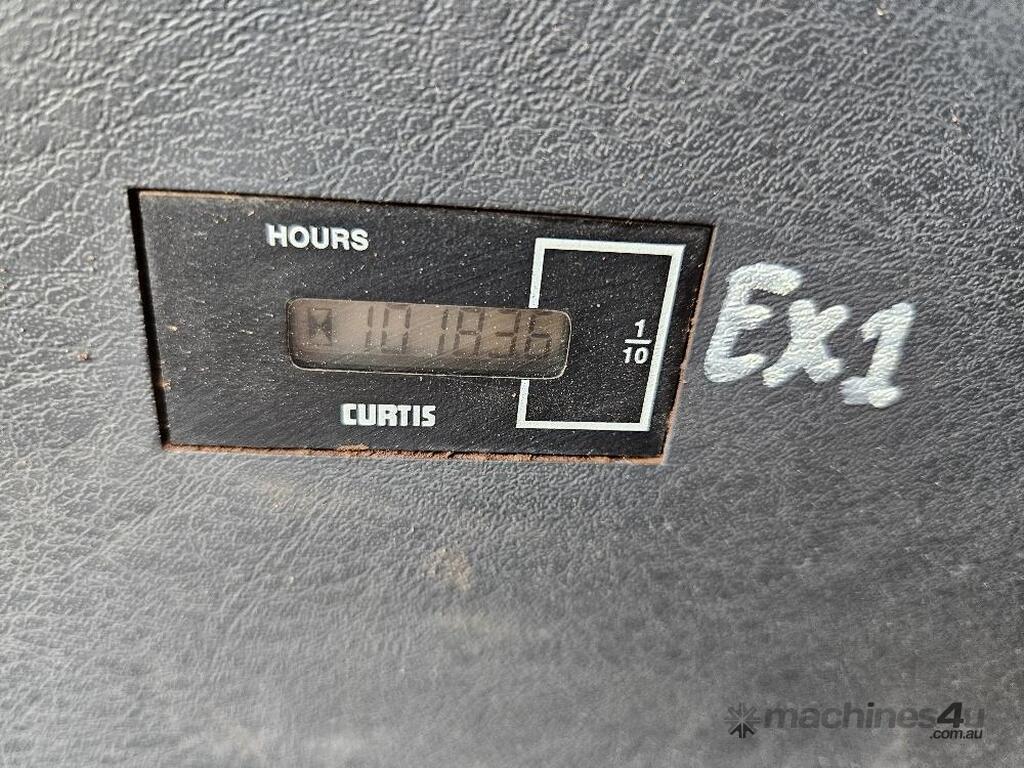 HOURS
101836
1
10
CURTIS
Ex1
machines4u
.com.au